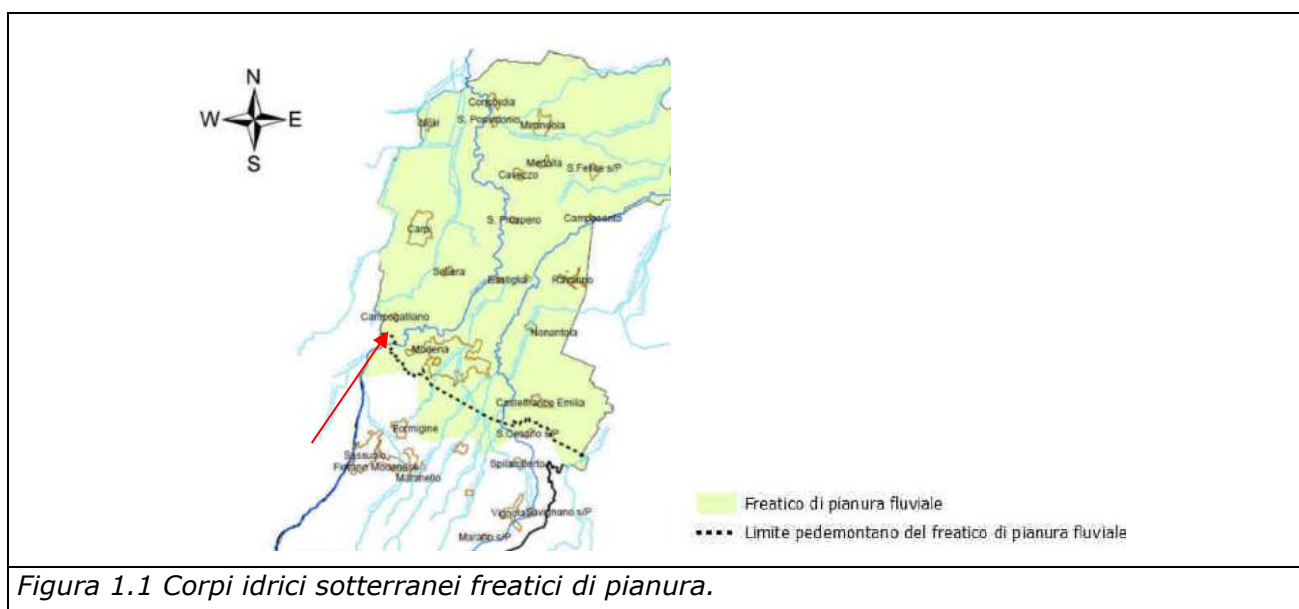 N
W
E
S
Concordia
S. Possidonio
Mirandola
Novi
Medolla
S.Felice s/P
Cavezzo
S. Prospero
Camposanto
Carpi
Soliera
Bastiglia
Ravarino
Campogalliano
Nonantola
Modena
Castelfranco Emilia
Formigine
S.Cesario s/P
Sassuolo
Fiorano Modenese
Spilamberto
Maranello
Vignola
Savignano s/P
Marano s/P
Freatico di pianura fluviale
Limite pedemontano del freatico di pianura fluviale
Figura 1.1 Corpi idrici sotterranei freatici di pianura.